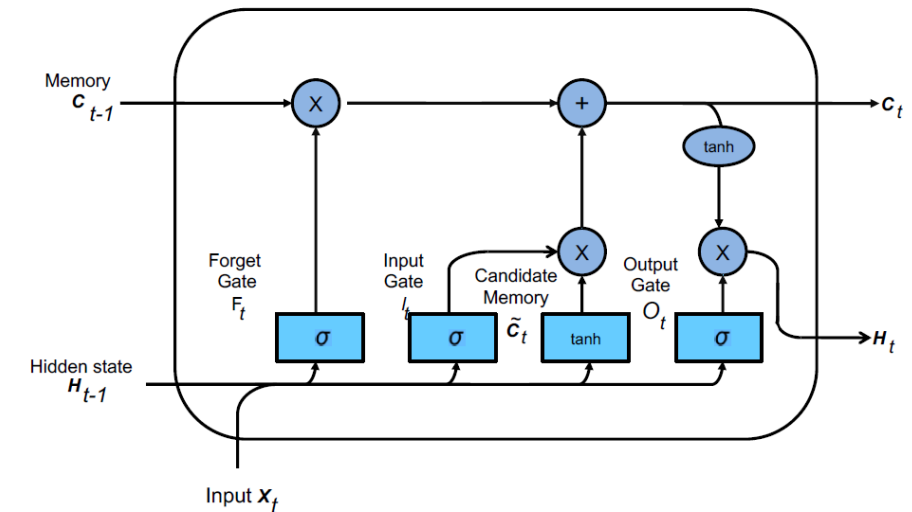 Memory
C t-1
X
+
C t
tanh
Forget
Gate
F t
Input
Gate
I t
Candidate
Memory
C̃ t
X
Output
Gate
O t
X
σ
σ
tanh
σ
H t
Hidden state
H t-1
Input X t